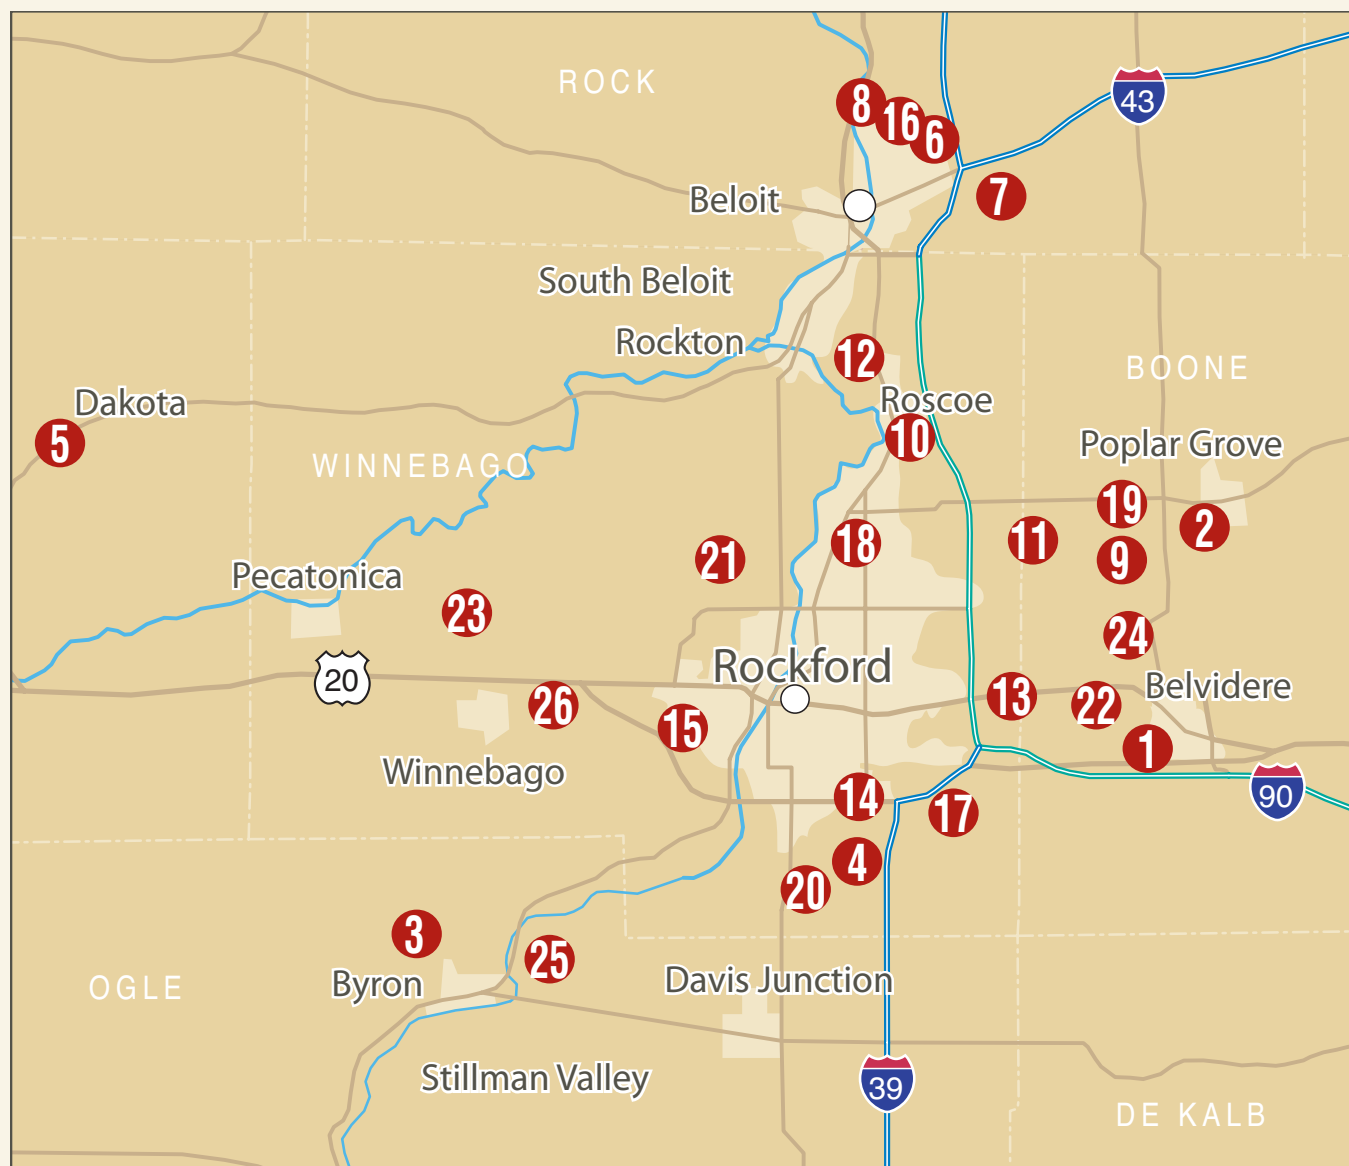 ROCK
43
8
16
6
7
Beloit
South Beloit
Rockton
12
BOONE
Dakota
Roscoe
5
10
Poplar Grove
WINNEBAGO
19
2
11
18
21
9
Pecatonica
23
24
Rockford
20
Belvidere
13
26
22
15
1
Winnebago
90
14
17
4
20
3
25
Davis Junction
Byron
OGLE
Stillman Valley
39
DE KALB